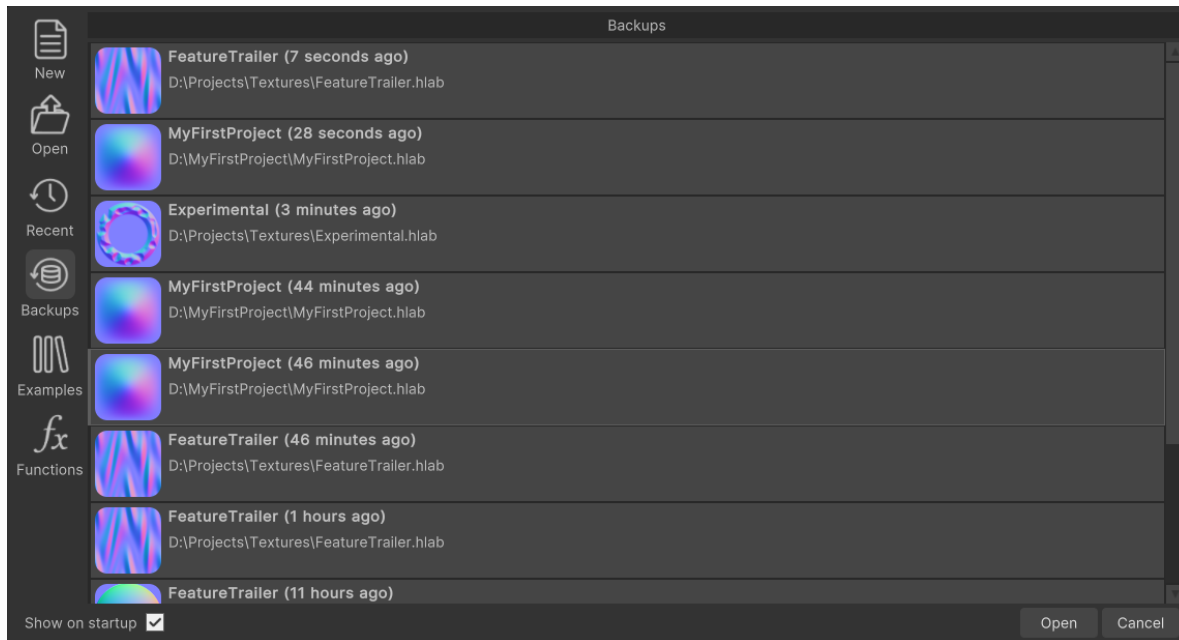 Backups
New
Open
Recent
Backups
Examples
fx
Functions
FeatureTrailer (7 seconds ago)
D:\Projects\Textures\FeatureTrailer.hlab
MyFirstProject (28 seconds ago)
D:\MyFirstProject\MyFirstProject.hlab
Experimental (3 minutes ago)
D:\Projects\Textures\Experimental.hlab
MyFirstProject (44 minutes ago)
D:\MyFirstProject\MyFirstProject.hlab
MyFirstProject (46 minutes ago)
D:\MyFirstProject\MyFirstProject.hlab
FeatureTrailer (46 minutes ago)
D:\Projects\Textures\FeatureTrailer.hlab
FeatureTrailer (1 hours ago)
D:\Projects\Textures\FeatureTrailer.hlab
FeatureTrailer (11 hours ago)
Show on startup
Open
Cancel